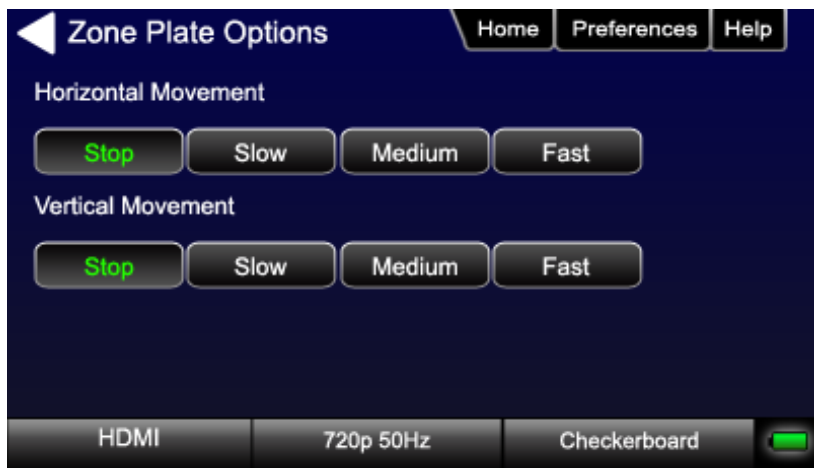 Zone Plate Options Home Preferences Help
Horizontal Movement
Stop Slow Medium Fast
Vertical Movement
Stop Slow Medium Fast
HDMI 720p 50Hz Checkerboard